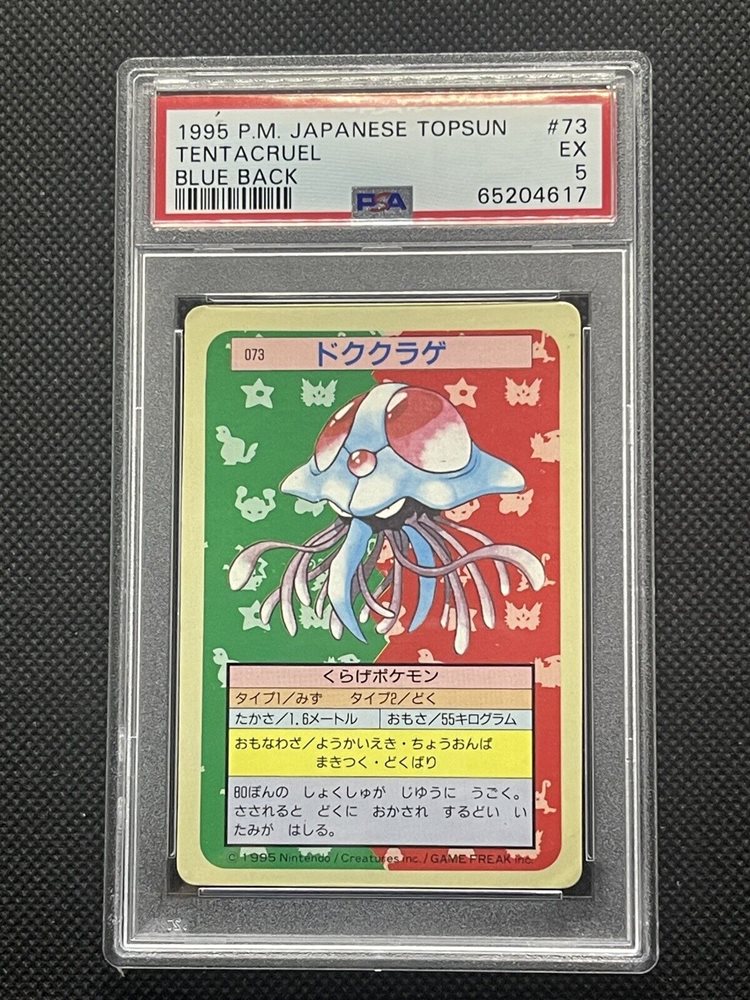 1995 P.M. JAPANESE TOPSUN #73
TENTACRUEL EX
BLUE BACK 5
PSA 65204617
073 ドククラゲ
くらげポケモン
タイプ1/みず タイプ2/どく
たかさ/1.6メートル おもさ/55キログラム
おもなわざ/ようかいえき・ちょうおんぱ
まきつく・どくばり
80ぽんの しょくしゅが じゆうに うごく。
さされると どくに おかされ するどい い
たみが はしる。
© 1995 Nintendo/Creatures inc./GAME FREAK inc.